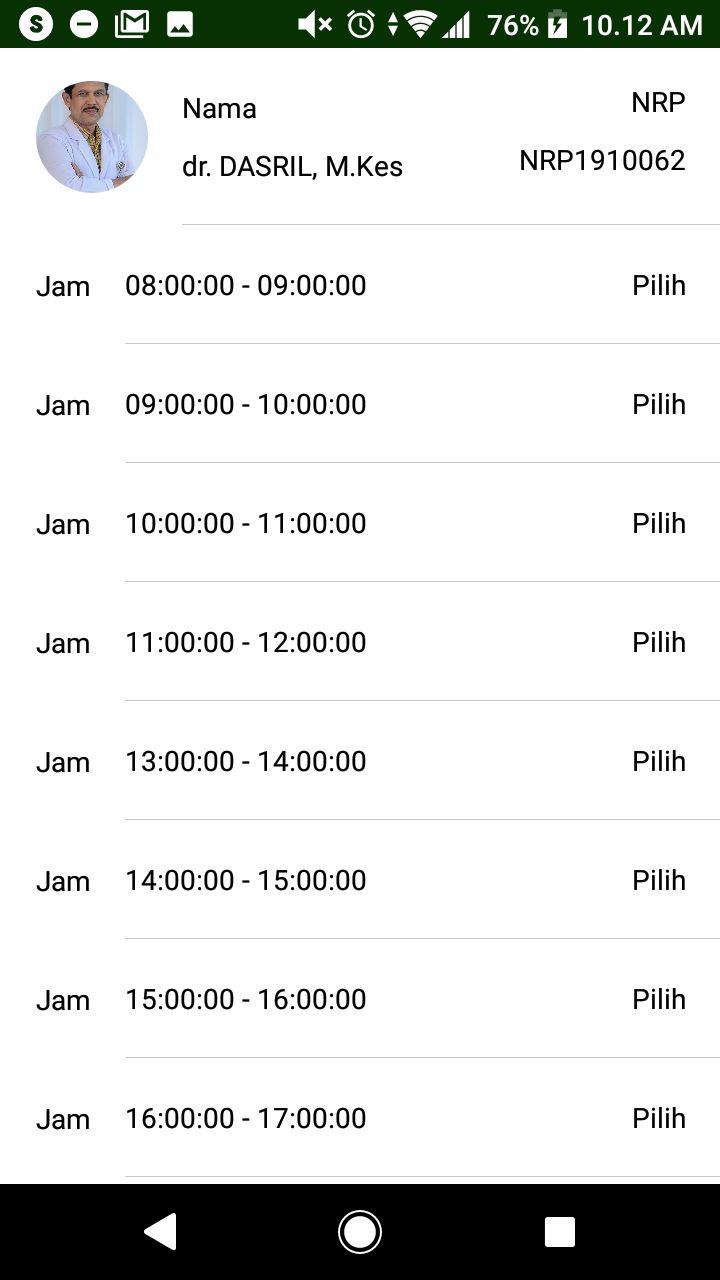 S 76% 10.12 AM
Nama NRP
dr. DASRIL, M.Kes NRP1910062
Jam 08:00:00 - 09:00:00 Pilih
Jam 09:00:00 - 10:00:00 Pilih
Jam 10:00:00 - 11:00:00 Pilih
Jam 11:00:00 - 12:00:00 Pilih
Jam 13:00:00 - 14:00:00 Pilih
Jam 14:00:00 - 15:00:00 Pilih
Jam 15:00:00 - 16:00:00 Pilih
Jam 16:00:00 - 17:00:00 Pilih